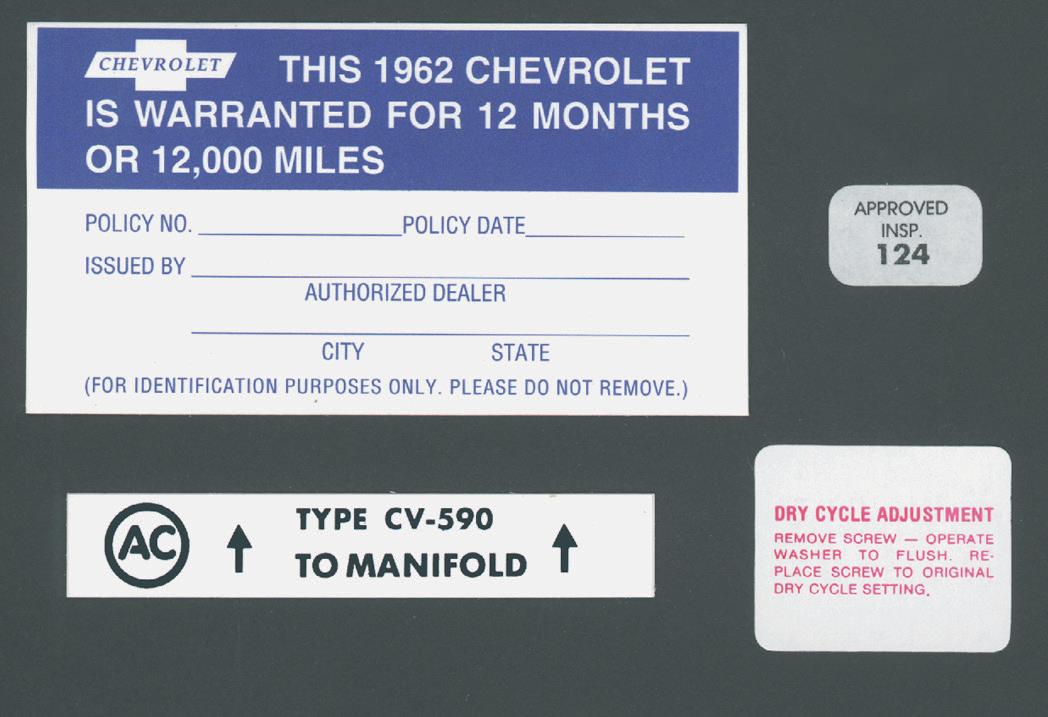 CHEVROLET
THIS 1962 CHEVROLET
IS WARRANTED FOR 12 MONTHS
OR 12,000 MILES
POLICY NO. ____________ POLICY DATE ____________
ISSUED BY ____________
AUTHORIZED DEALER
CITY STATE
(FOR IDENTIFICATION PURPOSES ONLY. PLEASE DO NOT REMOVE.)
APPROVED
INSP.
124
AC
TYPE CV-590
TO MANIFOLD
DRY CYCLE ADJUSTMENT
REMOVE SCREW — OPERATE
WASHER TO FLUSH. RE-
PLACE SCREW TO ORIGINAL
DRY CYCLE SETTING.